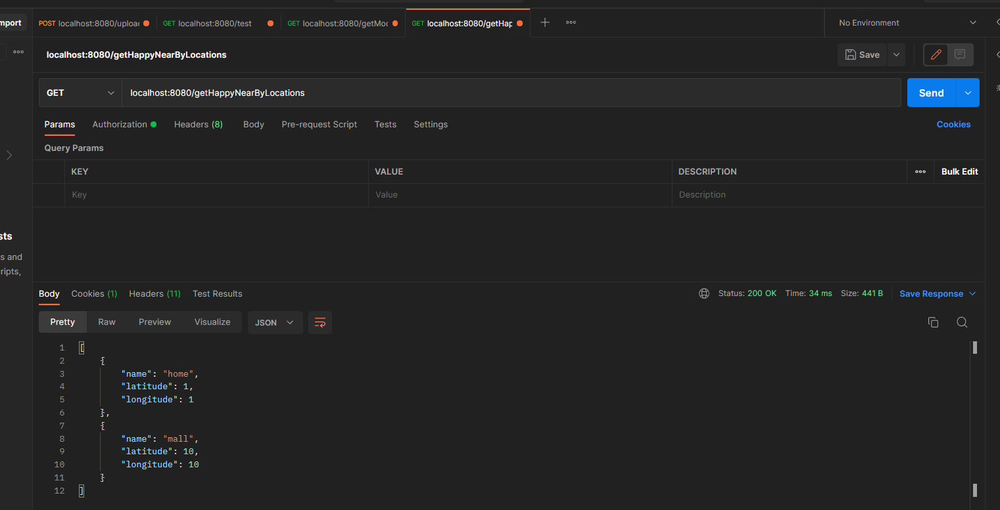 mport
POST localhost:8080/uploa
GET localhost:8080/test
GET localhost:8080/getMoo
GET localhost:8080/getHap
No Environment
localhost:8080/getHappyNearByLocations
Save
GET
localhost:8080/getHappyNearByLocations
Send
Params Authorization Headers (8) Body Pre-request Script Tests Settings Cookies
Query Params
KEY VALUE DESCRIPTION Bulk Edit
Key Value Description
sts
s and
ripts,
Body Cookies (1) Headers (11) Test Results Status: 200 OK Time: 34 ms Size: 441 B Save Response
Pretty Raw Preview Visualize JSON
1 [
2 {
3 "name": "home",
4 "latitude": 1,
5 "longitude": 1
6 },
7 {
8 "name": "mall",
9 "latitude": 10,
10 "longitude": 10
11 }
12 ]